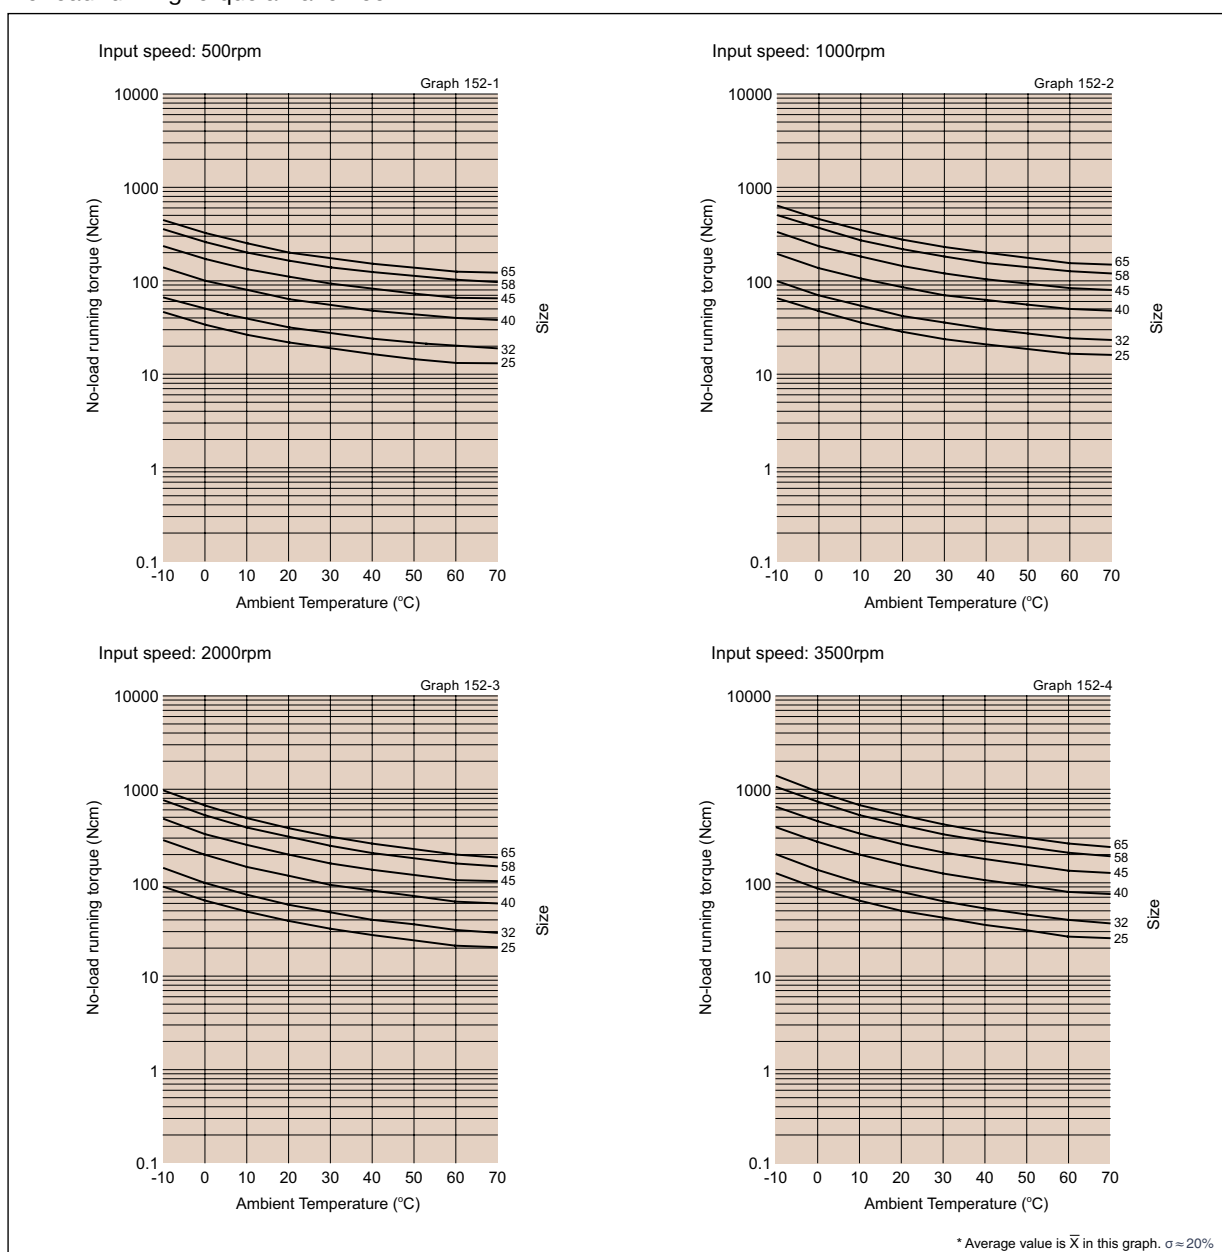 Input speed: 500rpm
Graph 152-1
10000
1000
100
10
1
0.1
No-load running torque (Ncm)
65
58
45
40
32
25
Size
-10 0 10 20 30 40 50 60 70
Ambient Temperature (°C)
Input speed: 1000rpm
Graph 152-2
10000
1000
100
10
1
0.1
No-load running torque (Ncm)
65
58
45
40
32
25
Size
-10 0 10 20 30 40 50 60 70
Ambient Temperature (°C)
Input speed: 2000rpm
Graph 152-3
10000
1000
100
10
1
0.1
No-load running torque (Ncm)
65
58
45
40
32
25
Size
-10 0 10 20 30 40 50 60 70
Ambient Temperature (°C)
Input speed: 3500rpm
Graph 152-4
10000
1000
100
10
1
0.1
No-load running torque (Ncm)
65
58
45
40
32
25
Size
-10 0 10 20 30 40 50 60 70
Ambient Temperature (°C)
* Average value is X̅ in this graph. σ≈20%